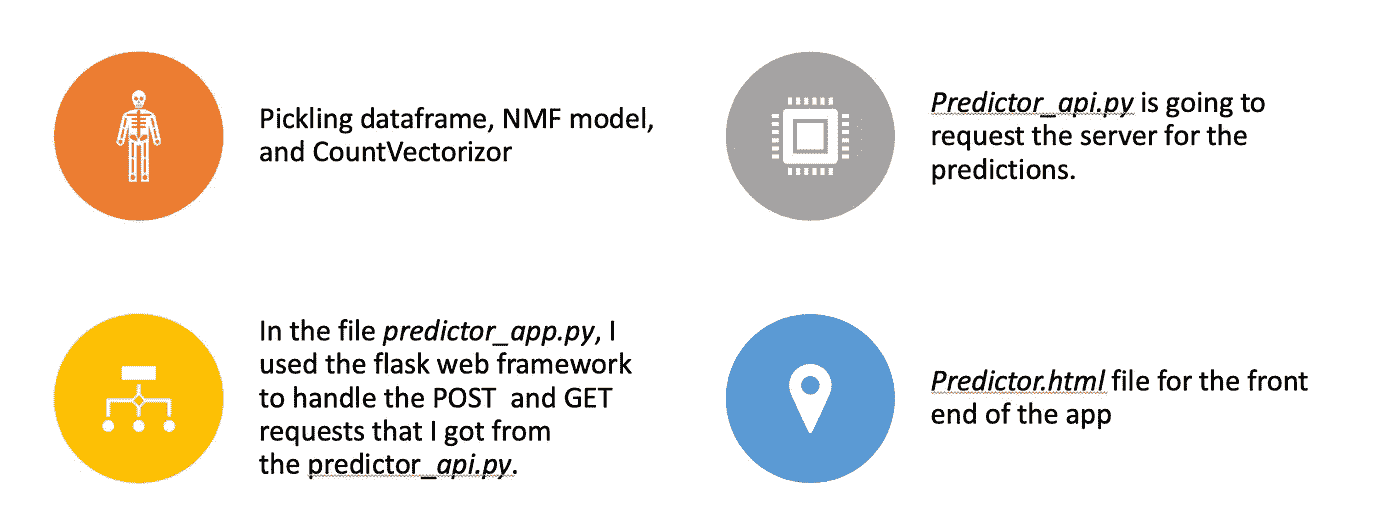 Pickling dataframe, NMF model,
and CountVectorizor
Predictor_api.py is going to
request the server for the
predictions.
In the file predictor_app.py, I
used the flask web framework
to handle the POST  and GET
requests that I got from
the predictor_api.py.
Predictor.html file for the front
end of the app